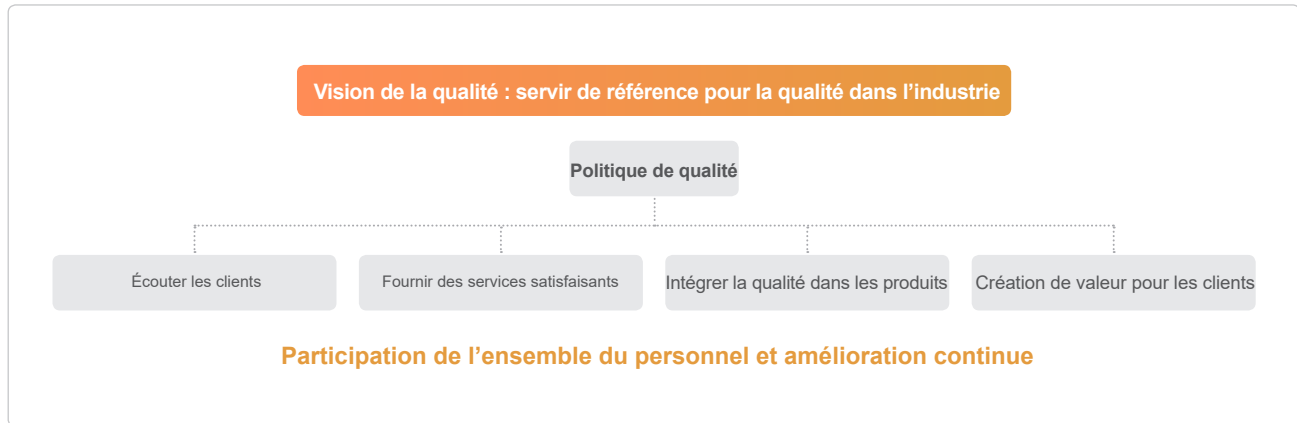 Vision de la qualité : servir de référence pour la qualité dans l’industrie
Politique de qualité
Écouter les clients
Fournir des services satisfaisants
Intégrer la qualité dans les produits
Création de valeur pour les clients
Participation de l’ensemble du personnel et amélioration continue